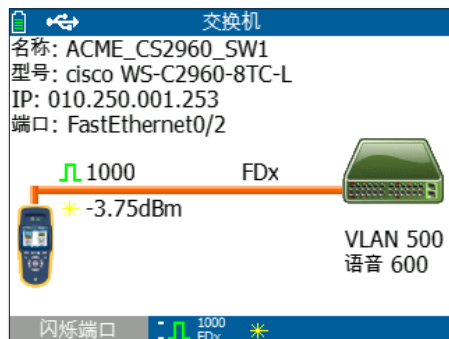 交换机
名称: ACME_CS2960_SW1
型号: cisco WS-C2960-8TC-L
IP: 010.250.001.253
端口: FastEthernet0/2
1000 FDx
-3.75dBm
VLAN 500
语音 600
闪烁端口
1000
FDx